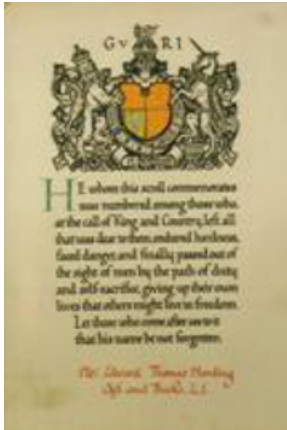 G V R I
HE whom this scroll commemorates
was numbered among those who,
at the call of King and Country, left all
that was dear to them, endured hardness,
faced danger, and finally passed out of
the sight of men by the path of duty
and self-sacrifice, giving up their own
lives that others might live in freedom.
Let those who come after see to it
that his name be not forgotten.
Pte. Edward Thomas Harding
Oxf. and Bucks. L.I.